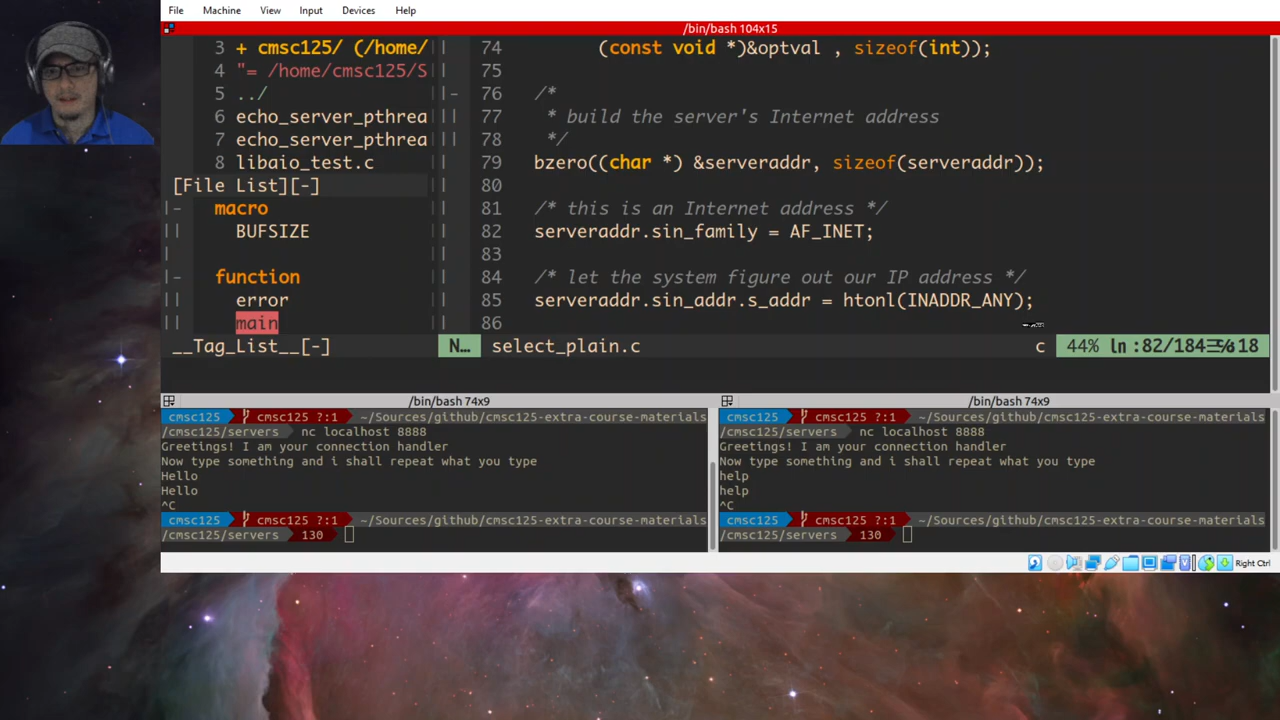 File Machine View Input Devices Help
/bin/bash 104x15
3 + cmsc125/ (/home/
4 "= /home/cmsc125/S
5 ../
6 echo_server_pthrea
7 echo_server_pthrea
8 libaio_test.c
[File List][-]
|- macro
|| BUFSIZE
|
|- function
|| error
|| main
__Tag_List__[-]
74 (const void *)&optval , sizeof(int));
75
|- 76 /*
|| 77 * build the server's Internet address
|| 78 */
79 bzero((char *) &serveraddr, sizeof(serveraddr));
80
81 /* this is an Internet address */
82 serveraddr.sin_family = AF_INET;
83
84 /* let the system figure out our IP address */
85 serveraddr.sin_addr.s_addr = htonl(INADDR_ANY);
86
N… select_plain.c c 44% ln :82/184
/bin/bash 74x9
cmsc125 cmsc125 ?:1 ~/Sources/github/cmsc125-extra-course-materials
/cmsc125/servers nc localhost 8888
Greetings! I am your connection handler
Now type something and i shall repeat what you type
Hello
Hello
^C
cmsc125 cmsc125 ?:1 ~/Sources/github/cmsc125-extra-course-materials
/cmsc125/servers 130
/bin/bash 74x9
cmsc125 cmsc125 ?:1 ~/Sources/github/cmsc125-extra-course-materials
/cmsc125/servers nc localhost 8888
Greetings! I am your connection handler
Now type something and i shall repeat what you type
help
help
^C
cmsc125 cmsc125 ?:1 ~/Sources/github/cmsc125-extra-course-materials
/cmsc125/servers 130
Right Ctrl